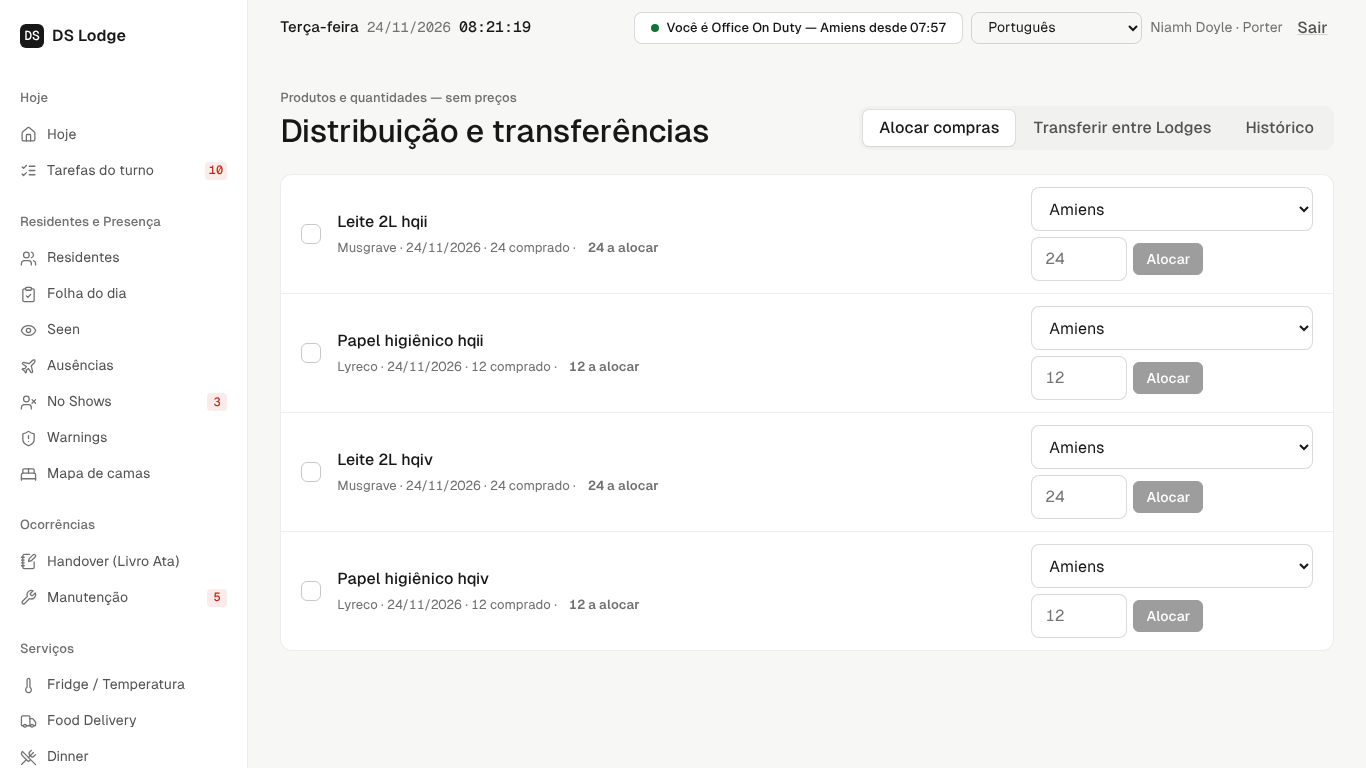 DS DS Lodge
Hoje
Hoje
Tarefas do turno 10
Residentes e Presença
Residentes
Folha do dia
Seen
Ausências
No Shows 3
Warnings
Mapa de camas
Ocorrências
Handover (Livro Ata)
Manutenção 5
Serviços
Fridge / Temperatura
Food Delivery
Dinner
Terça-feira 24/11/2026 08:21:19
Você é Office On Duty — Amiens desde 07:57
Português
Niamh Doyle · Porter
Sair
Produtos e quantidades — sem preços
Distribuição e transferências
Alocar compras
Transferir entre Lodges
Histórico
Leite 2L hqii
Musgrave · 24/11/2026 · 24 comprado · 24 a alocar
Amiens
24 Alocar
Papel higiênico hqii
Lyreco · 24/11/2026 · 12 comprado · 12 a alocar
Amiens
12 Alocar
Leite 2L hqiv
Musgrave · 24/11/2026 · 24 comprado · 24 a alocar
Amiens
24 Alocar
Papel higiênico hqiv
Lyreco · 24/11/2026 · 12 comprado · 12 a alocar
Amiens
12 Alocar